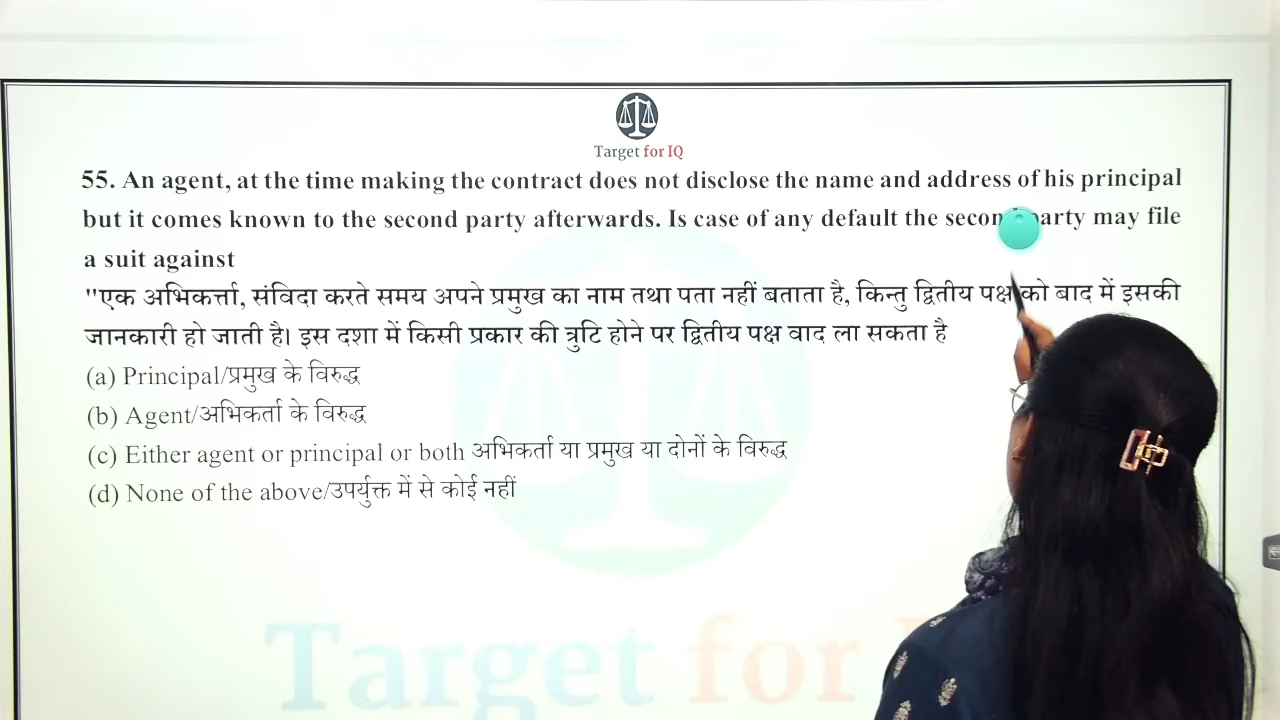 Target for IQ
55. An agent, at the time making the contract does not disclose the name and address of his principal
but it comes known to the second party afterwards. Is case of any default the second party may file
a suit against
"एक अभिकर्त्ता, संविदा करते समय अपने प्रमुख का नाम तथा पता नहीं बताता है, किन्तु द्वितीय पक्ष को बाद में इसकी
जानकारी हो जाती है। इस दशा में किसी प्रकार की त्रुटि होने पर द्वितीय पक्ष वाद ला सकता है
(a) Principal/प्रमुख के विरुद्ध
(b) Agent/अभिकर्ता के विरुद्ध
(c) Either agent or principal or both अभिकर्ता या प्रमुख या दोनों के विरुद्ध
(d) None of the above/उपर्युक्त में से कोई नहीं
Target for